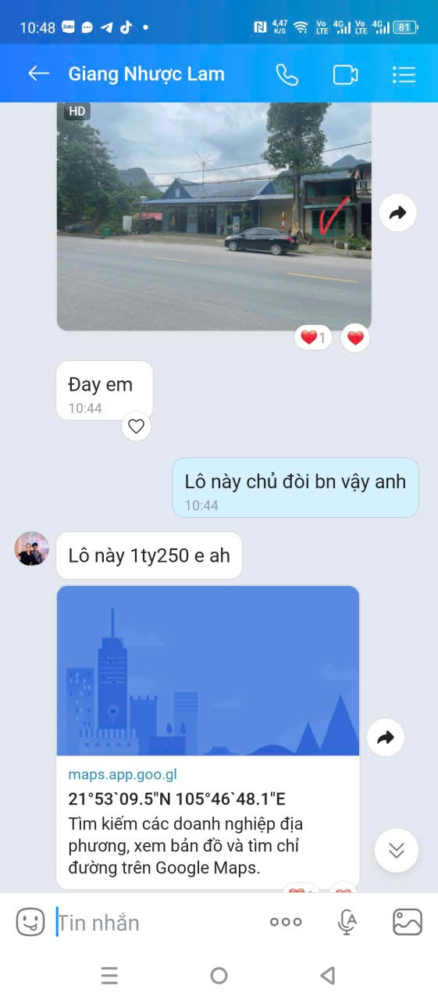 10:48
4,47
K/S
Vo
LTE
4G
Vo
LTE
4G
81
Giang Nhược Lam
HD
1
Đay em
10:44
Lô này chủ đòi bn vậy anh
10:44
Lô này 1ty250 e ah
maps.app.goo.gl
21°53`09.5"N 105°46`48.1"E
Tìm kiếm các doanh nghiệp địa
phương, xem bản đồ và tìm chỉ
đường trên Google Maps.
Tin nhắn